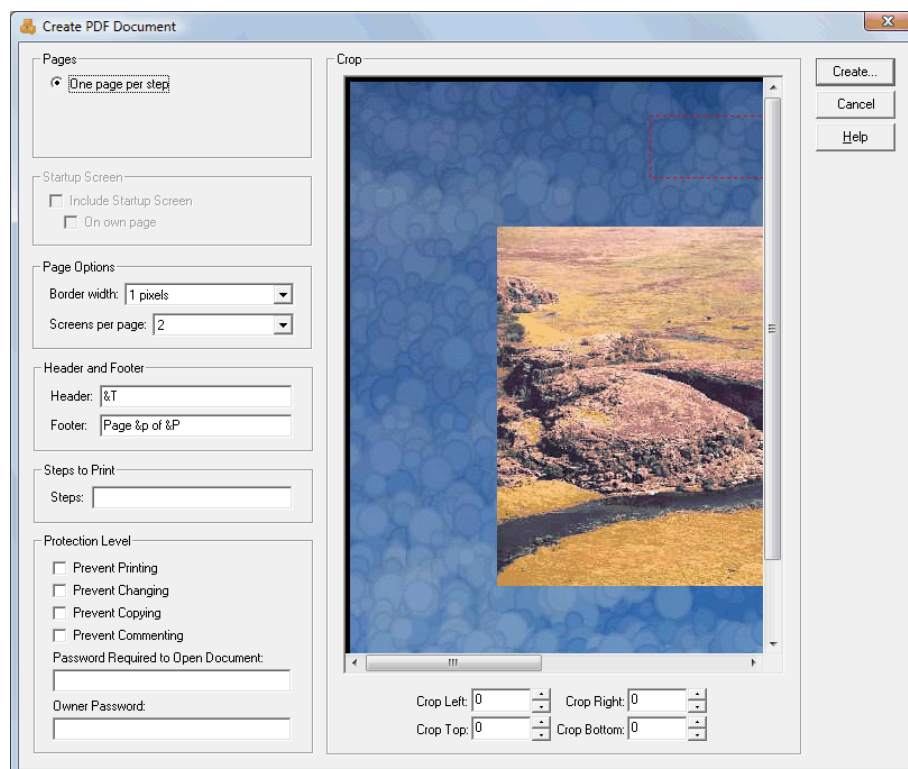 Create PDF Document
Pages
One page per step
Startup Screen
Include Startup Screen
On own page
Page Options
Border width: 1 pixels
Screens per page: 2
Header and Footer
Header: &T
Footer: Page &p of &P
Steps to Print
Steps:
Protection Level
Prevent Printing
Prevent Changing
Prevent Copying
Prevent Commenting
Password Required to Open Document:
Owner Password:
Crop
Crop Left: 0 Crop Right: 0
Crop Top: 0 Crop Bottom: 0
Create...
Cancel
Help